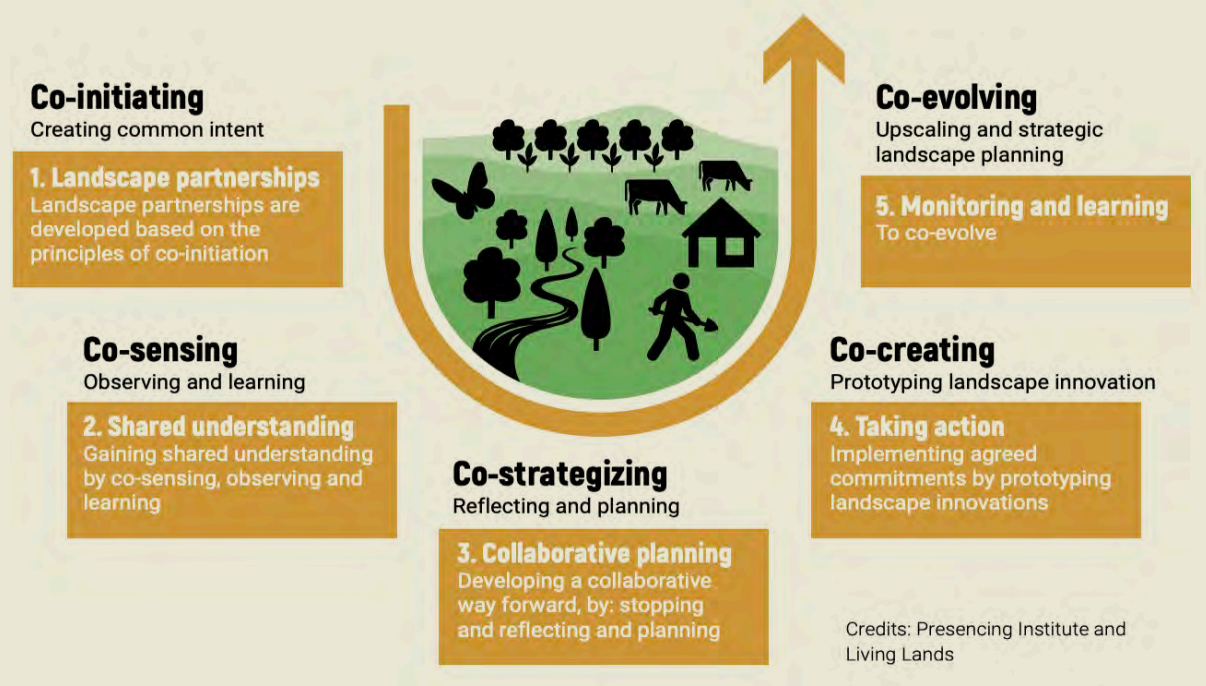 Co-initiating
Creating common intent
1. Landscape partnerships
Landscape partnerships are
developed based on the
principles of co-initiation
Co-sensing
Observing and learning
2. Shared understanding
Gaining shared understanding
by co-sensing, observing and
learning
Co-strategizing
Reflecting and planning
3. Collaborative planning
Developing a collaborative
way forward, by: stopping
and reflecting and planning
Co-creating
Prototyping landscape innovation
4. Taking action
Implementing agreed
commitments by prototyping
landscape innovations
Co-evolving
Upscaling and strategic
landscape planning
5. Monitoring and learning
To co-evolve
Credits: Presencing Institute and
Living Lands